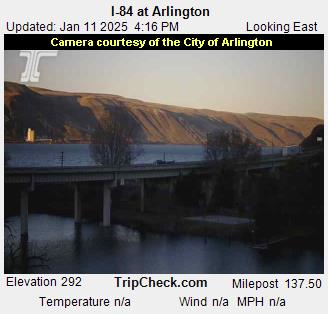 I-84 at Arlington
Updated: Jan 11 2025 4:16 PM Looking East
Camera courtesy of the City of Arlington
Elevation 292 TripCheck.com Milepost 137.50
Temperature n/a Wind n/a MPH n/a